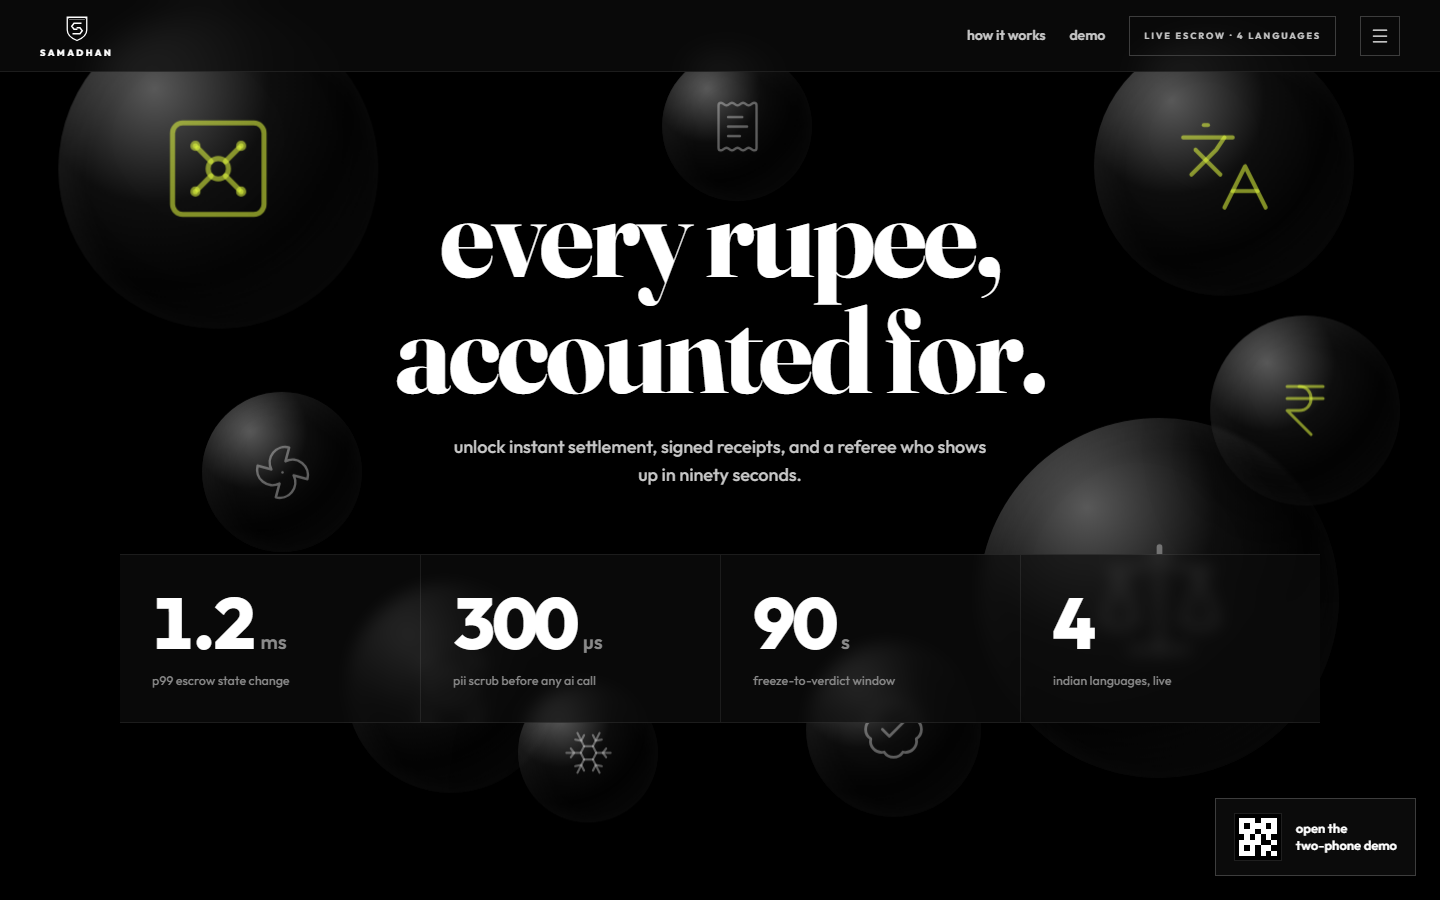 SAMADHAN
how it works
demo
LIVE ESCROW · 4 LANGUAGES
文A
every rupee,
accounted for.
₹
unlock instant settlement, signed receipts, and a referee who shows
up in ninety seconds.
1.2 ms
p99 escrow state change
300 µs
pii scrub before any ai call
90 s
freeze-to-verdict window
4
indian languages, live
open the
two-phone demo